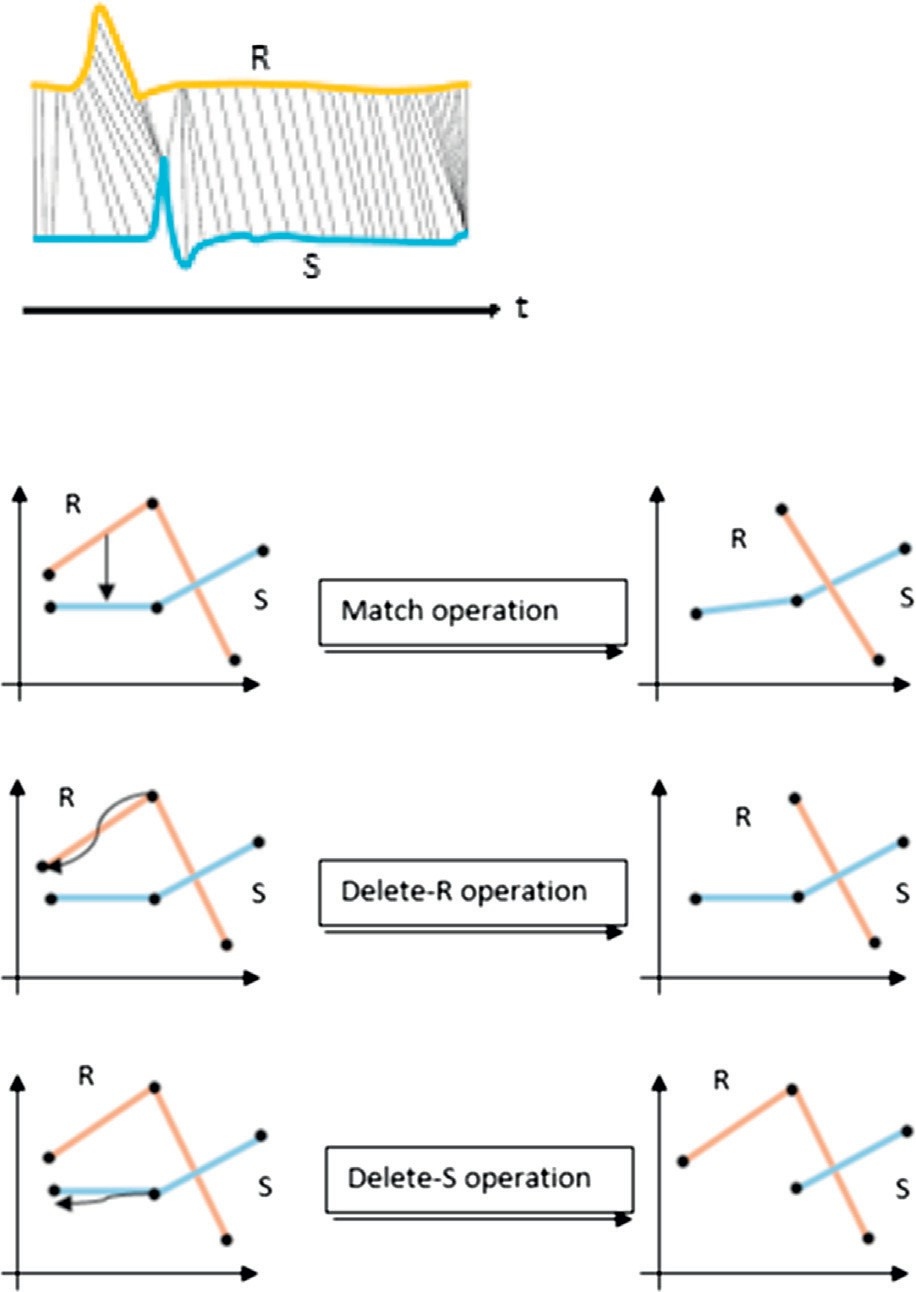 R
S
t
R
S
Match operation
R
S
R
S
Delete-R operation
R
S
R
S
Delete-S operation
R
S